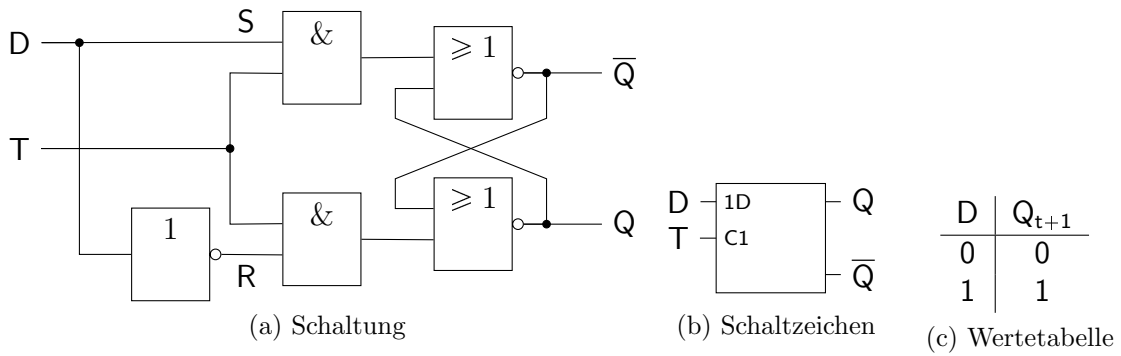 D
S
&
⩾ 1
Q̅
T
1
R
&
⩾ 1
Q
(a) Schaltung
D
1D
Q
T
C1
Q̅
(b) Schaltzeichen
D Qt+1
0 0
1 1
(c) Wertetabelle